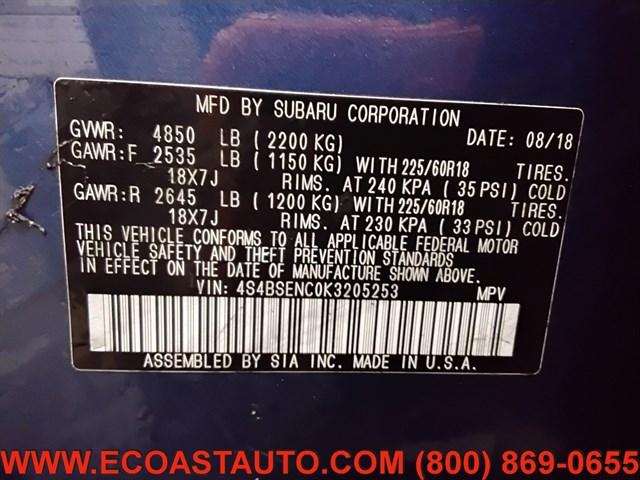 MFD BY SUBARU CORPORATION
GVWR: 4850 LB (2200 KG) DATE: 08/18
GAWR:F 2535 LB (1150 KG) WITH 225/60R18 TIRES.
18X7J RIMS. AT 240 KPA (35 PSI) COLD
GAWR:R 2645 LB (1200 KG) WITH 225/60R18 TIRES.
18X7J RIMS. AT 230 KPA (33 PSI) COLD
THIS VEHICLE CONFORMS TO ALL APPLICABLE FEDERAL MOTOR
VEHICLE SAFETY AND THEFT PREVENTION STANDARDS
IN EFFECT ON THE DATE OF MANUFACTURE SHOWN ABOVE.
VIN: 4S4BSENC0K3205253 MPV
ASSEMBLED BY SIA INC. MADE IN U.S.A.
WWW.ECOASTAUTO.COM (800) 869-0655